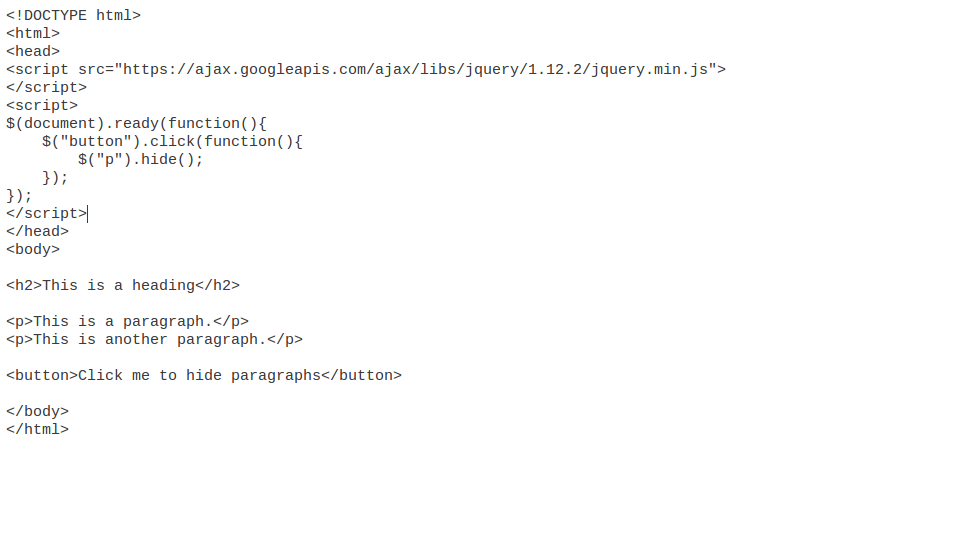 <!DOCTYPE html>
<html>
<head>
<script src="https://ajax.googleapis.com/ajax/libs/jquery/1.12.2/jquery.min.js">
</script>
<script>
$(document).ready(function(){
    $("button").click(function(){
        $("p").hide();
    });
});
</script>
</head>
<body>

<h2>This is a heading</h2>

<p>This is a paragraph.</p>
<p>This is another paragraph.</p>

<button>Click me to hide paragraphs</button>

</body>
</html>